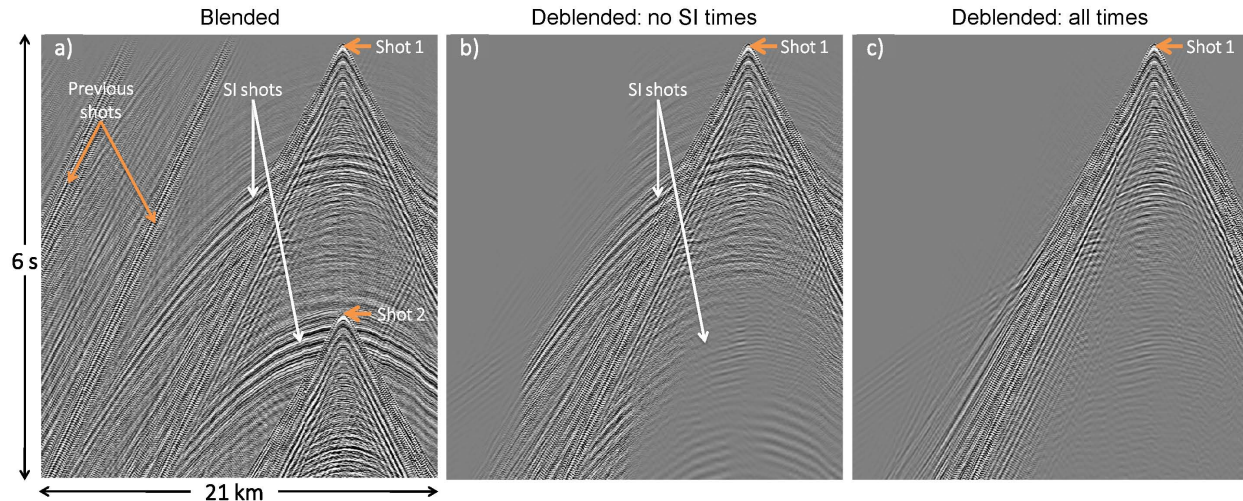 Blended
Deblended: no SI times
Deblended: all times
a)
Shot 1
Previous
shots
SI shots
Shot 2
b)
Shot 1
SI shots
c)
Shot 1
6 s
21 km